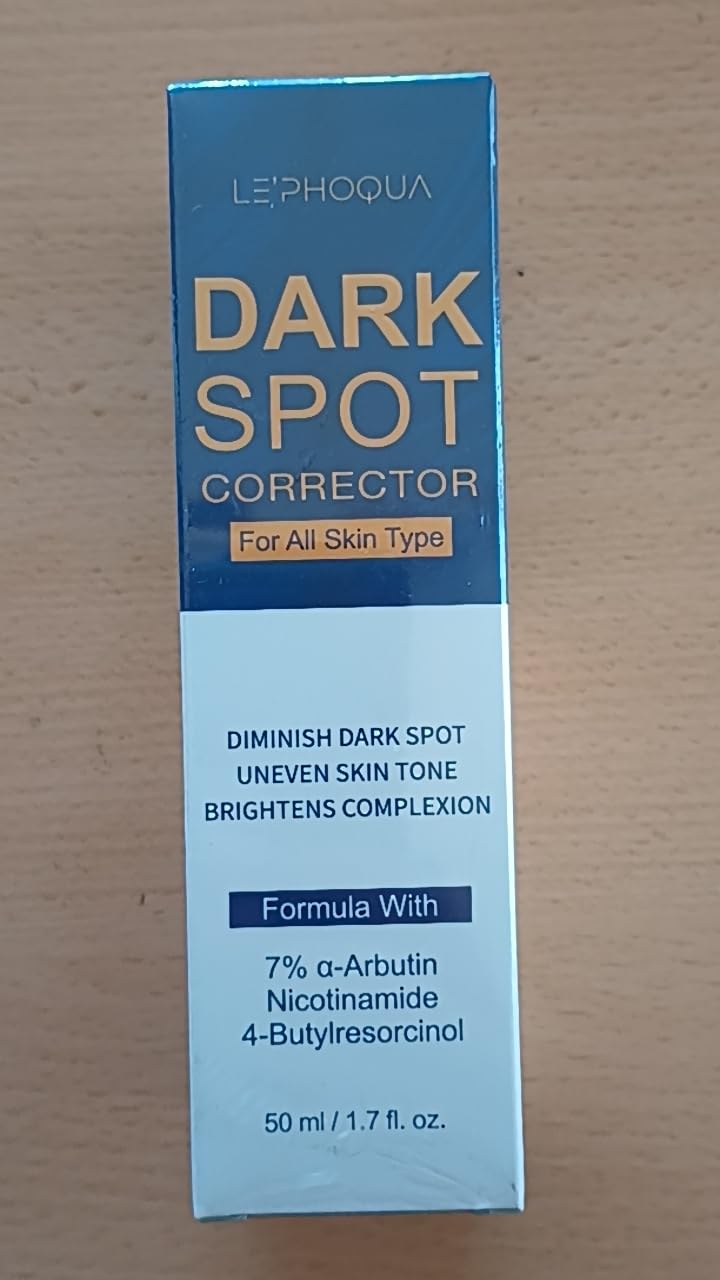 LE'PHOQUA
DARK
SPOT
CORRECTOR
For All Skin Type
DIMINISH DARK SPOT
UNEVEN SKIN TONE
BRIGHTENS COMPLEXION
Formula With
7% α-Arbutin
Nicotinamide
4-Butylresorcinol
50 ml / 1.7 fl. oz.